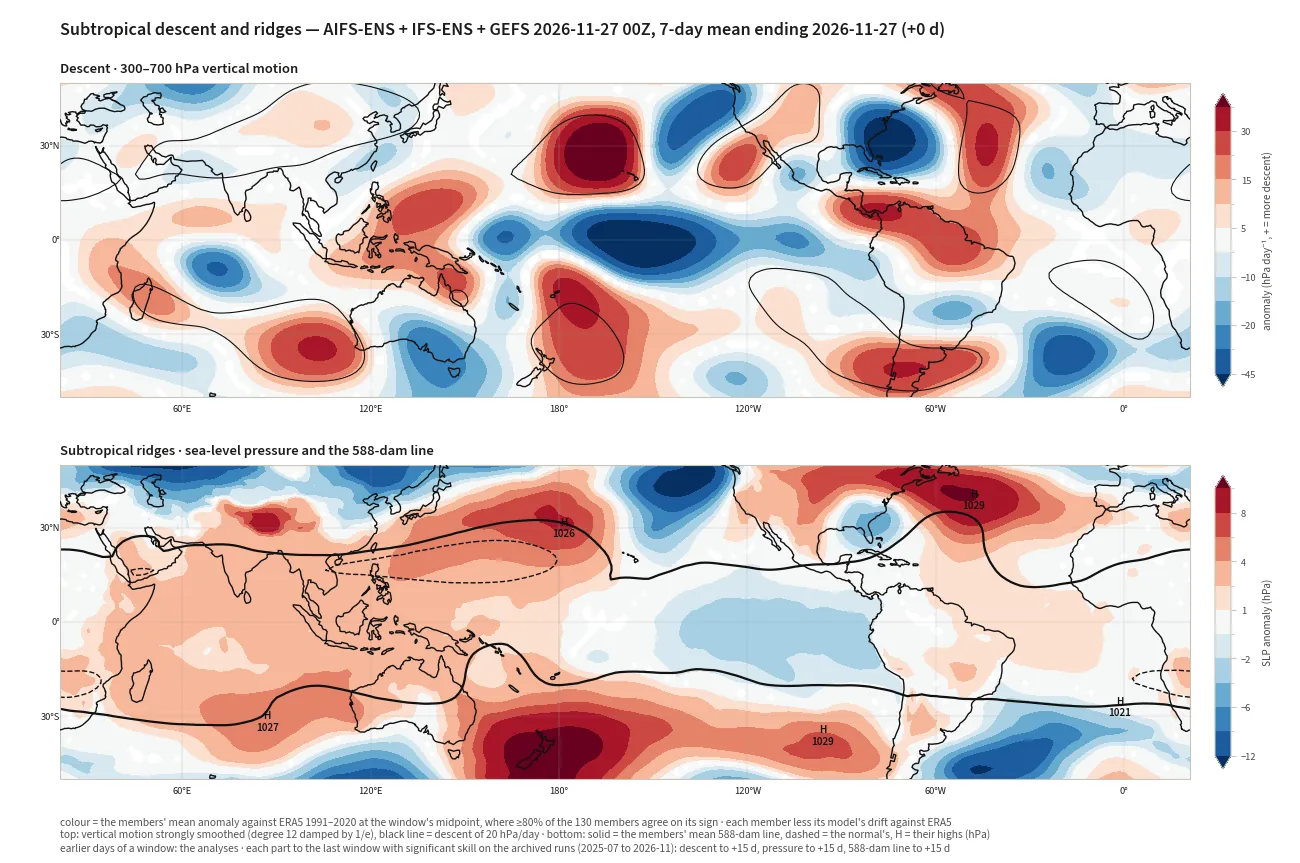 Subtropical descent and ridges — AIFS-ENS + IFS-ENS + GEFS 2026-11-27 00Z, 7-day mean ending 2026-11-27 (+0 d)
Descent · 300–700 hPa vertical motion
30°N
0°
30°S
60°E
120°E
180°
120°W
60°W
0°
30
15
5
−10
−20
−45
anomaly (hPa day⁻¹, + = more descent)
Subtropical ridges · sea-level pressure and the 588-dam line
H
1029
H
1026
H
1027
H
1029
H
1021
30°N
0°
30°S
60°E
120°E
180°
120°W
60°W
0°
8
4
1
−2
−6
−12
SLP anomaly (hPa)
colour = the members' mean anomaly against ERA5 1991–2020 at the window's midpoint, where ≥80% of the 130 members agree on its sign · each member less its model's drift against ERA5
top: vertical motion strongly smoothed (degree 12 damped by 1/e), black line = descent of 20 hPa/day · bottom: solid = the members' mean 588-dam line, dashed = the normal's, H = their highs (hPa)
earlier days of a window: the analyses · each part to the last window with significant skill on the archived runs (2025-07 to 2026-11): descent to +15 d, pressure to +15 d, 588-dam line to +15 d